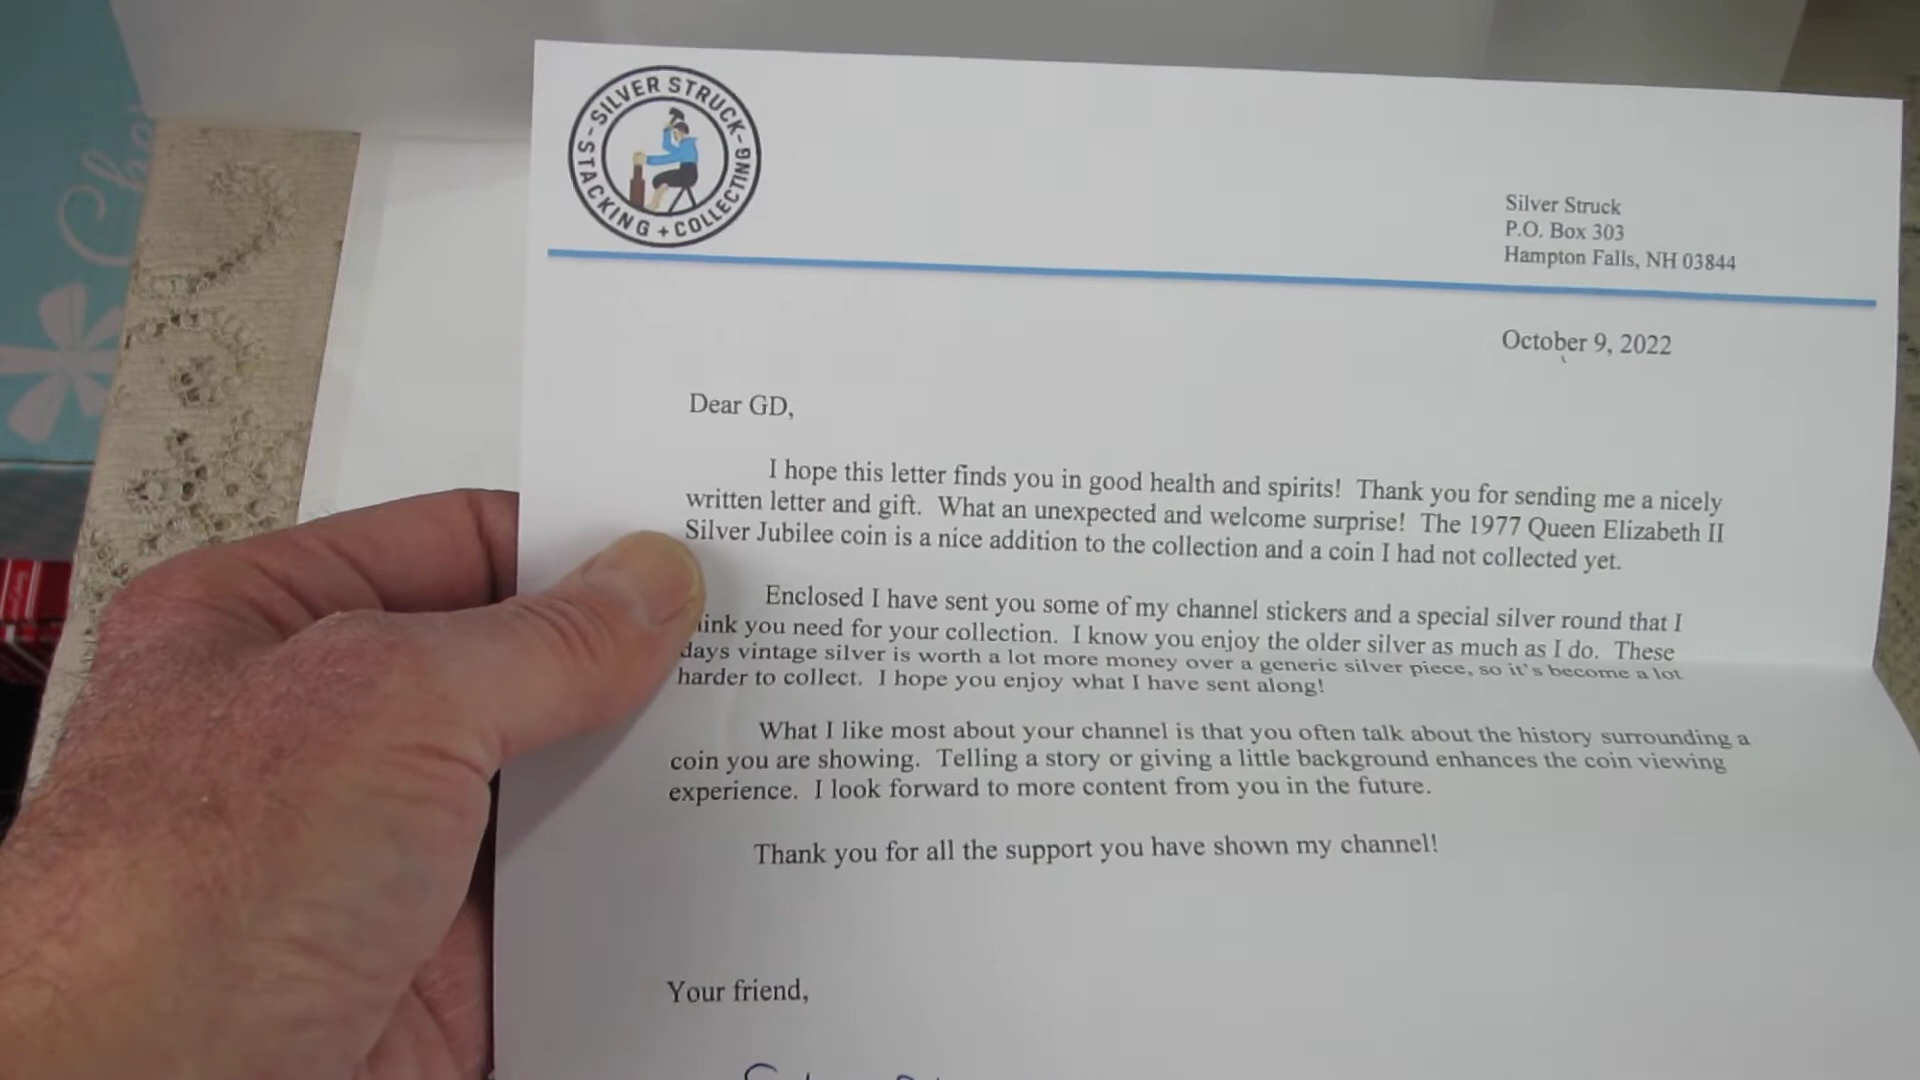 -SILVER STRUCK-
STACKING + COLLECTING
Silver Struck
P.O. Box 303
Hampton Falls, NH 03844
October 9, 2022
Dear GD,
I hope this letter finds you in good health and spirits! Thank you for sending me a nicely
written letter and gift. What an unexpected and welcome surprise! The 1977 Queen Elizabeth II
Silver Jubilee coin is a nice addition to the collection and a coin I had not collected yet.
Enclosed I have sent you some of my channel stickers and a special silver round that I
ink you need for your collection. I know you enjoy the older silver as much as I do. These
days vintage silver is worth a lot more money over a generic silver piece, so it's become a lot
harder to collect. I hope you enjoy what I have sent along!
What I like most about your channel is that you often talk about the history surrounding a
coin you are showing. Telling a story or giving a little background enhances the coin viewing
experience. I look forward to more content from you in the future.
Thank you for all the support you have shown my channel!
Your friend,